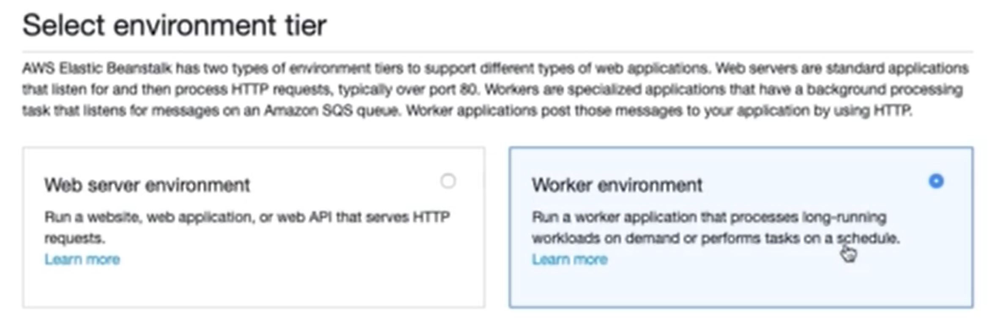 Select environment tier
AWS Elastic Beanstalk has two types of environment tiers to support different types of web applications. Web servers are standard applications
that listen for and then process HTTP requests, typically over port 80. Workers are specialized applications that have a background processing
task that listens for messages on an Amazon SQS queue. Worker applications post those messages to your application by using HTTP.
Web server environment
Run a website, web application, or web API that serves HTTP
requests.
Learn more
Worker environment
Run a worker application that processes long-running
workloads on demand or performs tasks on a schedule.
Learn more